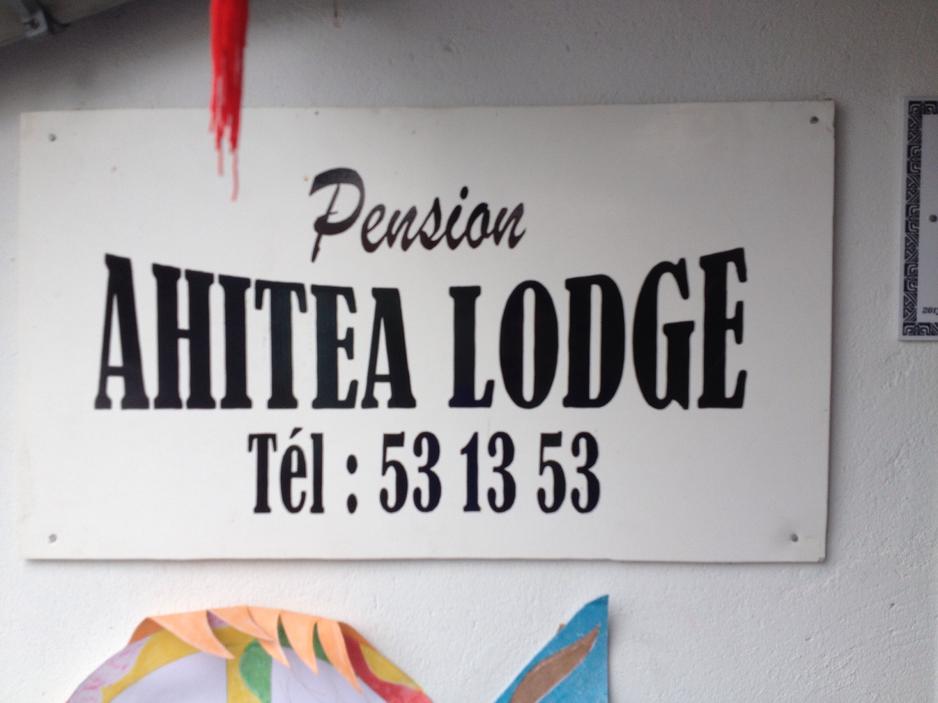 Pension
AHITEA LODGE
Tél : 53 13 53